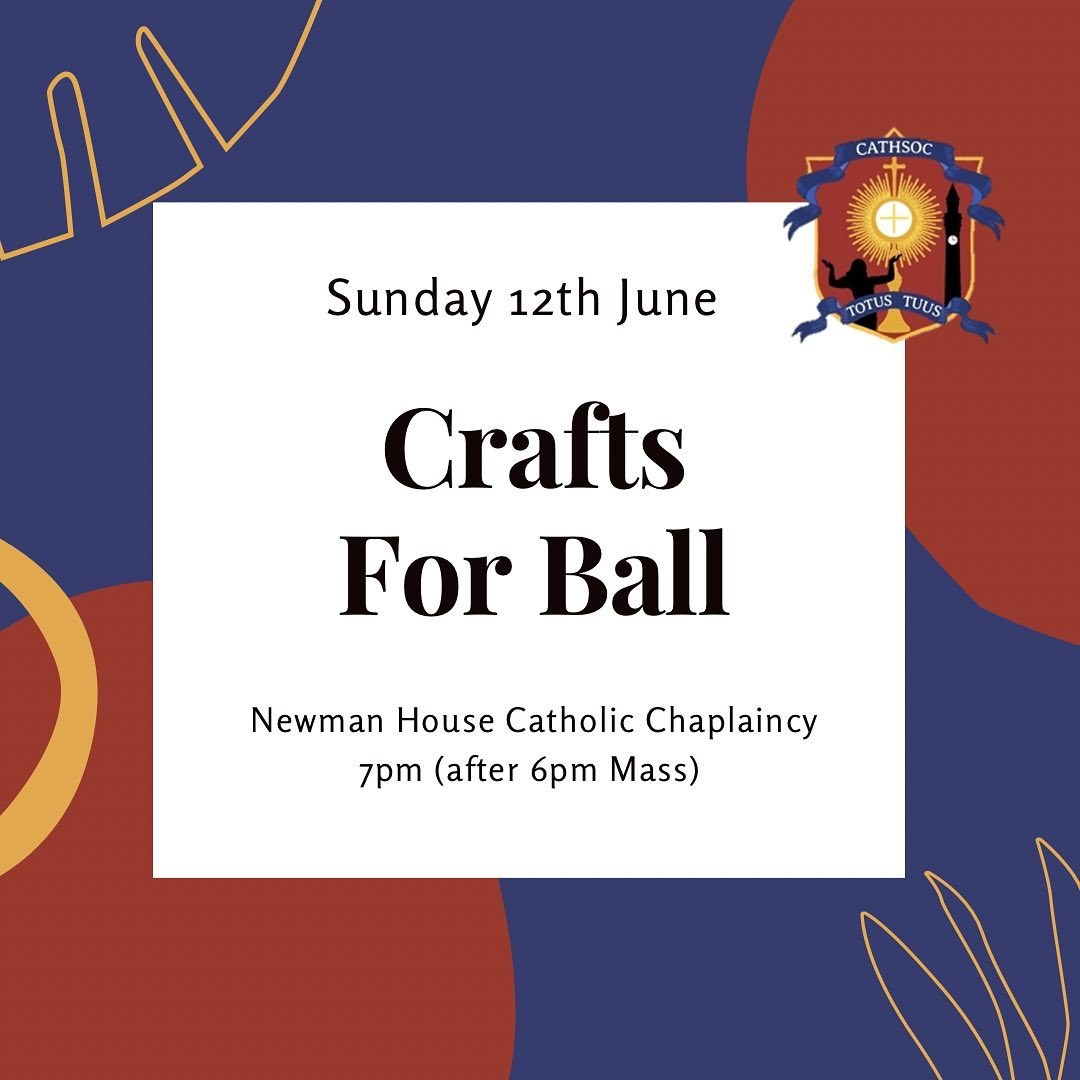 CATHSOC
TOTUS TUUS
Sunday 12th June
Crafts
For Ball
Newman House Catholic Chaplaincy
7pm (after 6pm Mass)